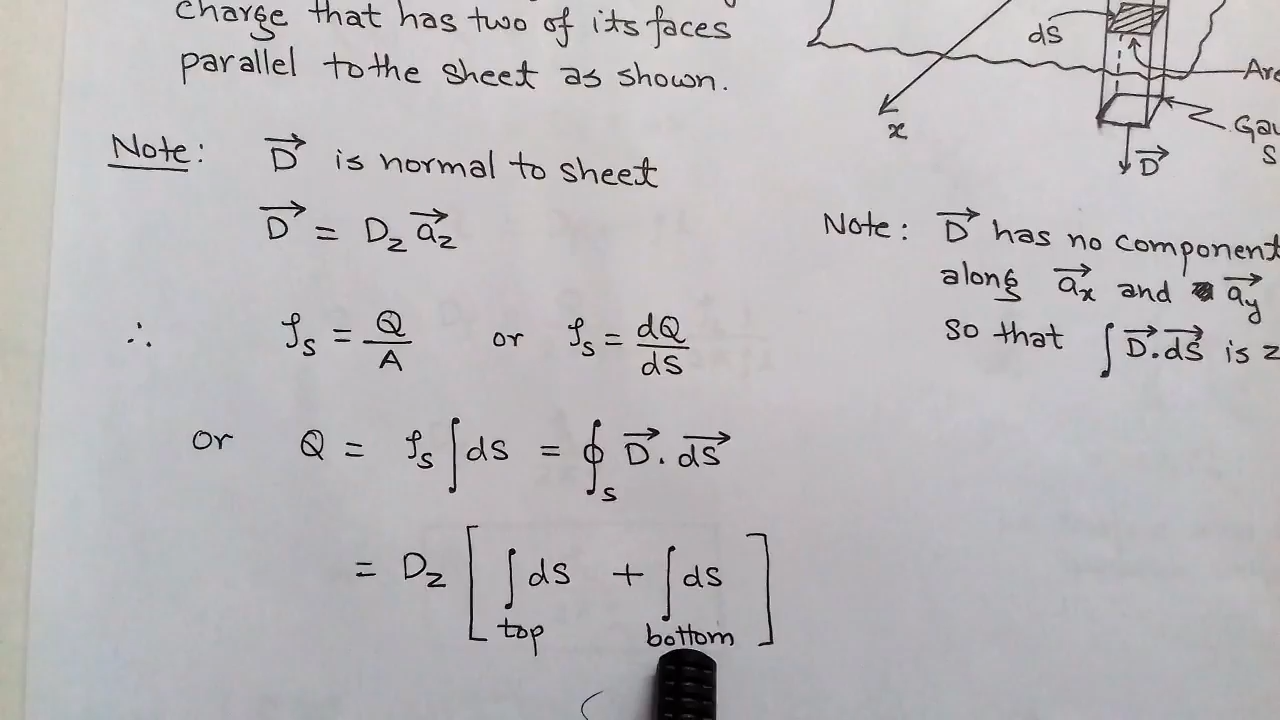 charge that has two of its faces
parallel to the sheet as shown.
Note: D⃗ is normal to sheet
D⃗ = D_z a⃗_z
∴ ρ_s = Q/A or ρ_s = dQ/dS
or Q = ρ_s ∫ dS = ∮_S D⃗ . dS⃗
= D_z [ ∫_top dS + ∫_bottom dS ]
dS
x
D⃗
Note: D⃗ has no component
along a⃗_x and a⃗_y
so that ∫ D⃗ . dS⃗ is